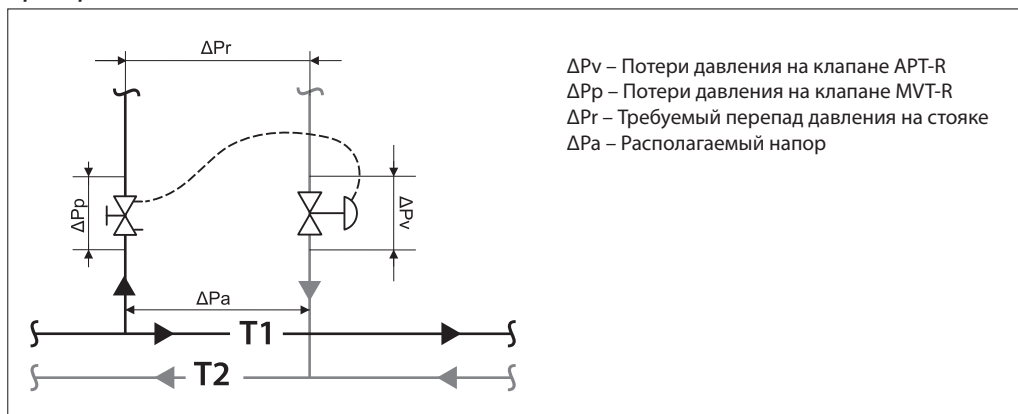 ΔPr
ΔPv – Потери давления на клапане APT-R
ΔPp – Потери давления на клапане MVT-R
ΔPr – Требуемый перепад давления на стояке
ΔPa – Располагаемый напор
ΔPp
ΔPv
ΔPa
T1
T2